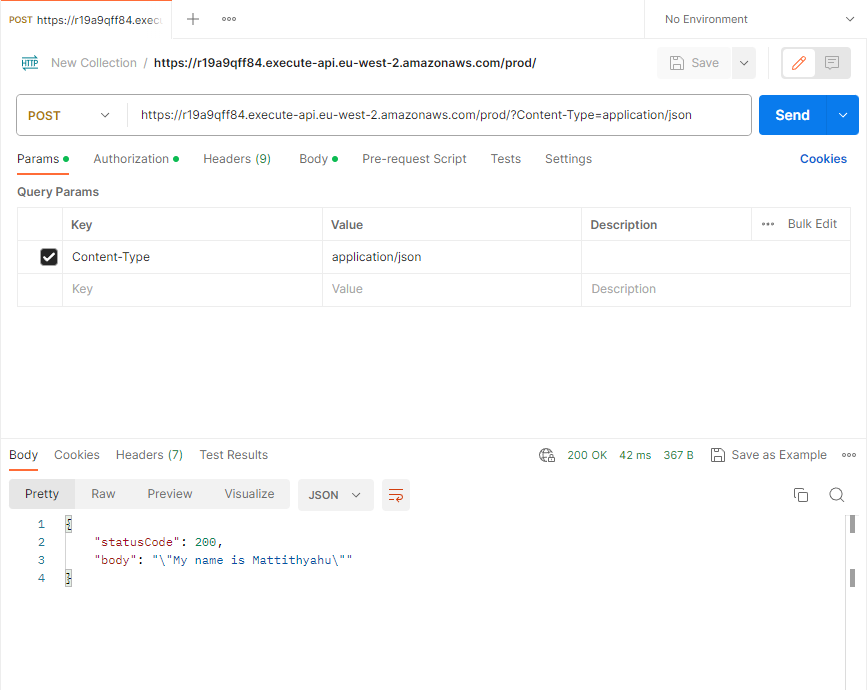 POST https://r19a9qff84.exec
No Environment
HTTP New Collection / https://r19a9qff84.execute-api.eu-west-2.amazonaws.com/prod/
Save
POST https://r19a9qff84.execute-api.eu-west-2.amazonaws.com/prod/?Content-Type=application/json Send
Params Authorization Headers (9) Body Pre-request Script Tests Settings Cookies
Query Params
Key Value Description Bulk Edit
Content-Type application/json
Key Value Description
Body Cookies Headers (7) Test Results 200 OK 42 ms 367 B Save as Example
Pretty Raw Preview Visualize JSON
1 {
2 "statusCode": 200,
3 "body": "\"My name is Mattithyahu\""
4 }